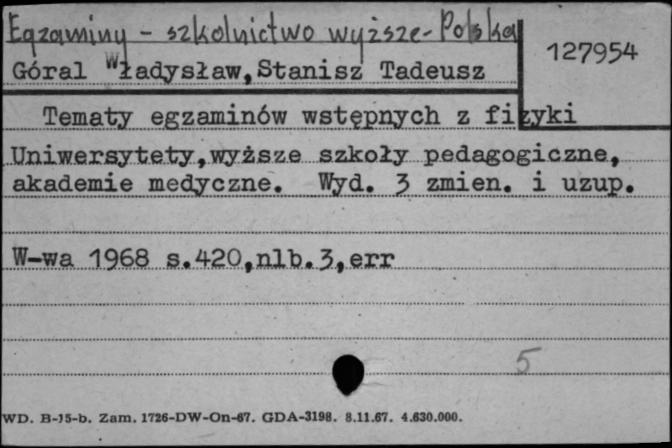 Egzaminy - szkolnictwo wyższe - Polska
127954
Góral Władysław, Stanisz Tadeusz
Tematy egzaminów wstępnych z fizyki
Uniwersytety, wyższe szkoły pedagogiczne,
akademie medyczne. Wyd. 3 zmien. i uzup.
W-wa 1968 s.420,nlb.3,err
5
WD. B-15-b. Zam. 1726-DW-On-67. GDA-3198. 8.11.67. 4.630.000.